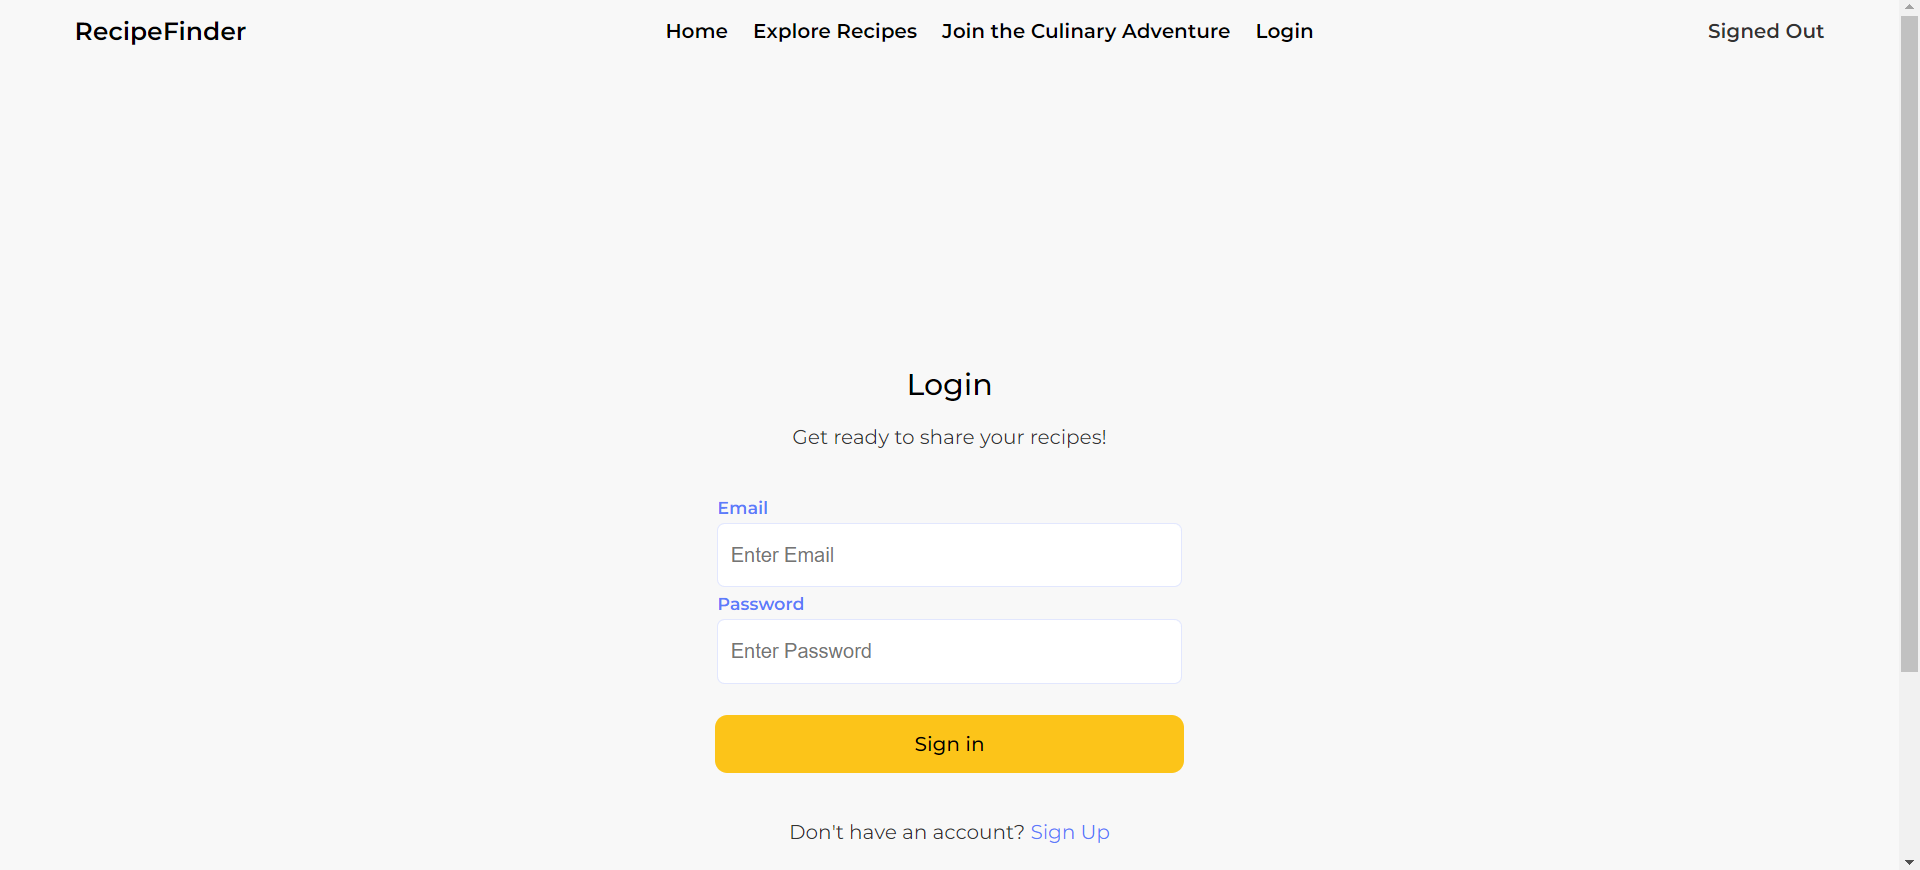 RecipeFinder
Home Explore Recipes Join the Culinary Adventure Login
Signed Out
Login
Get ready to share your recipes!
Email
Enter Email
Password
Enter Password
Sign in
Don't have an account? Sign Up